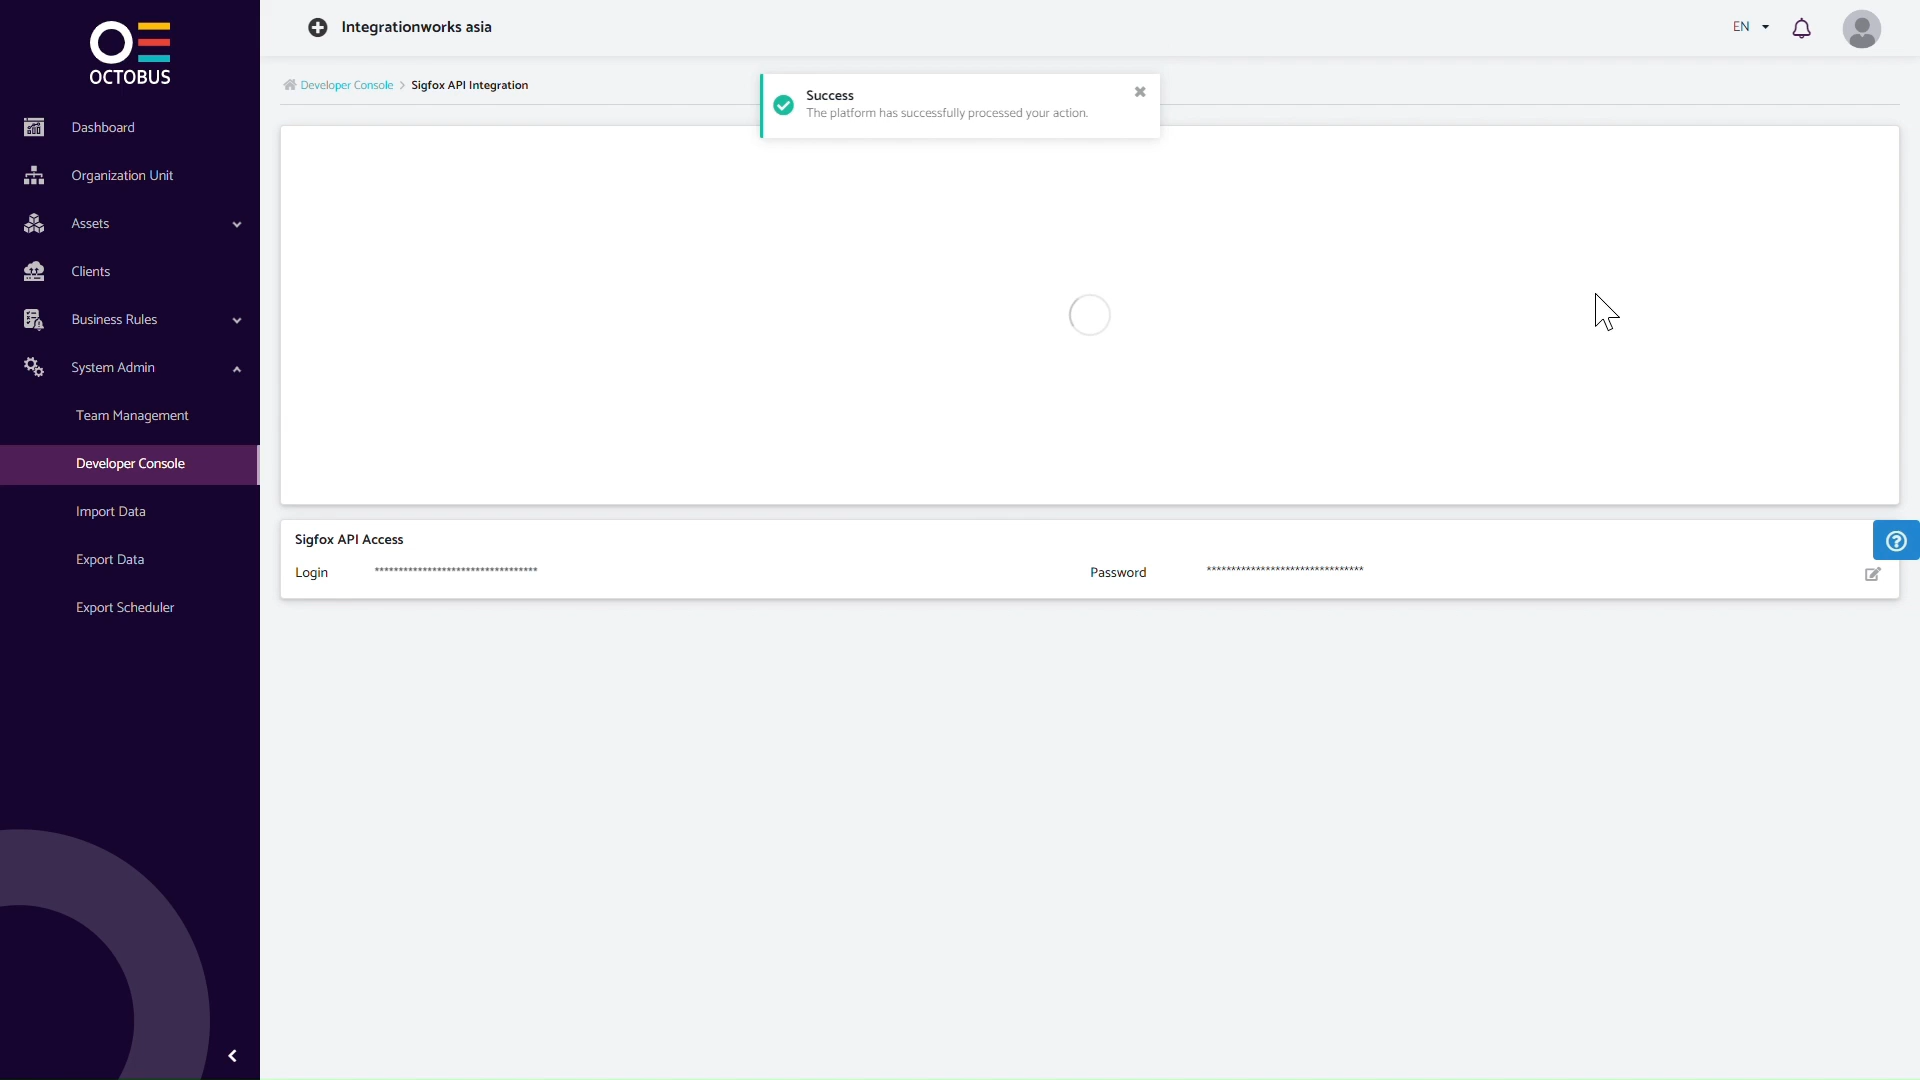 OCTOBUS
Integrationworks asia
EN
Developer Console > Sigfox API Integration
Success
The platform has successfully processed your action.
Dashboard
Organization Unit
Assets
Clients
Business Rules
System Admin
Team Management
Developer Console
Import Data
Export Data
Export Scheduler
Sigfox API Access
Login ********************************** Password *********************************